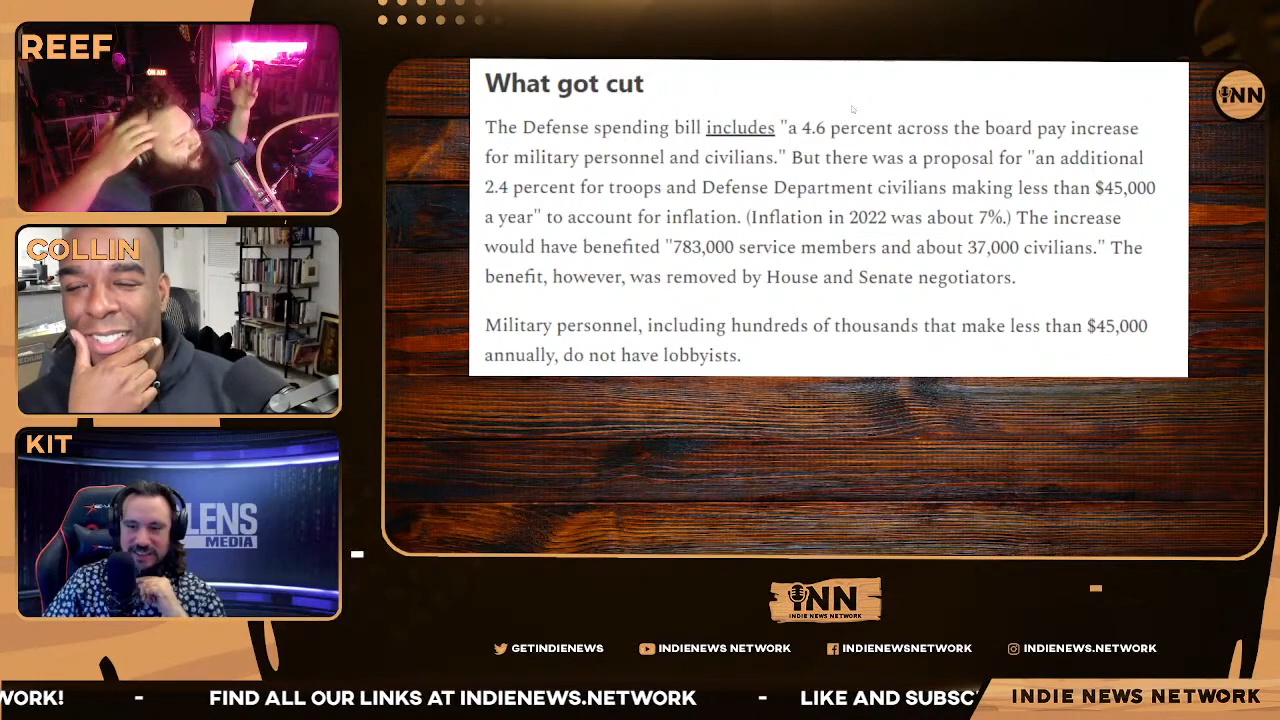 REEF
ON AIR
COLLIN
KIT
LENS
MEDIA
What got cut
The Defense spending bill includes "a 4.6 percent across the board pay increase
for military personnel and civilians." But there was a proposal for "an additional
2.4 percent for troops and Defense Department civilians making less than $45,000
a year" to account for inflation. (Inflation in 2022 was about 7%.) The increase
would have benefited "783,000 service members and about 37,000 civilians." The
benefit, however, was removed by House and Senate negotiators.
Military personnel, including hundreds of thousands that make less than $45,000
annually, do not have lobbyists.
INN
INN
INDIE NEWS NETWORK
GETINDIENEWS
INDIENEWS NETWORK
INDIENEWSNETWORK
INDIENEWS.NETWORK
WORK! - FIND ALL OUR LINKS AT INDIENEWS.NETWORK - LIKE AND SUBSC
INDIE NEWS NETWORK